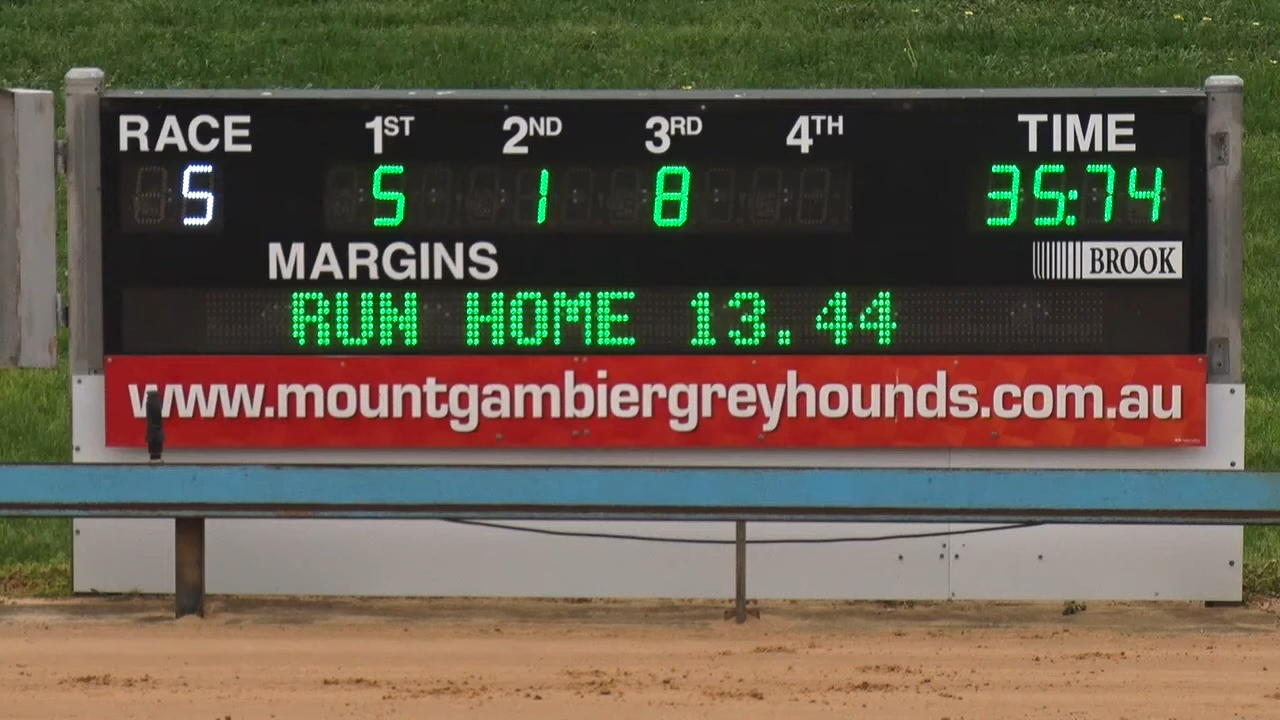 RACE 1ST 2ND 3RD 4TH TIME
5 5 1 8 35:74
MARGINS
BROOK
RUN HOME 13.44
www.mountgambiergreyhounds.com.au